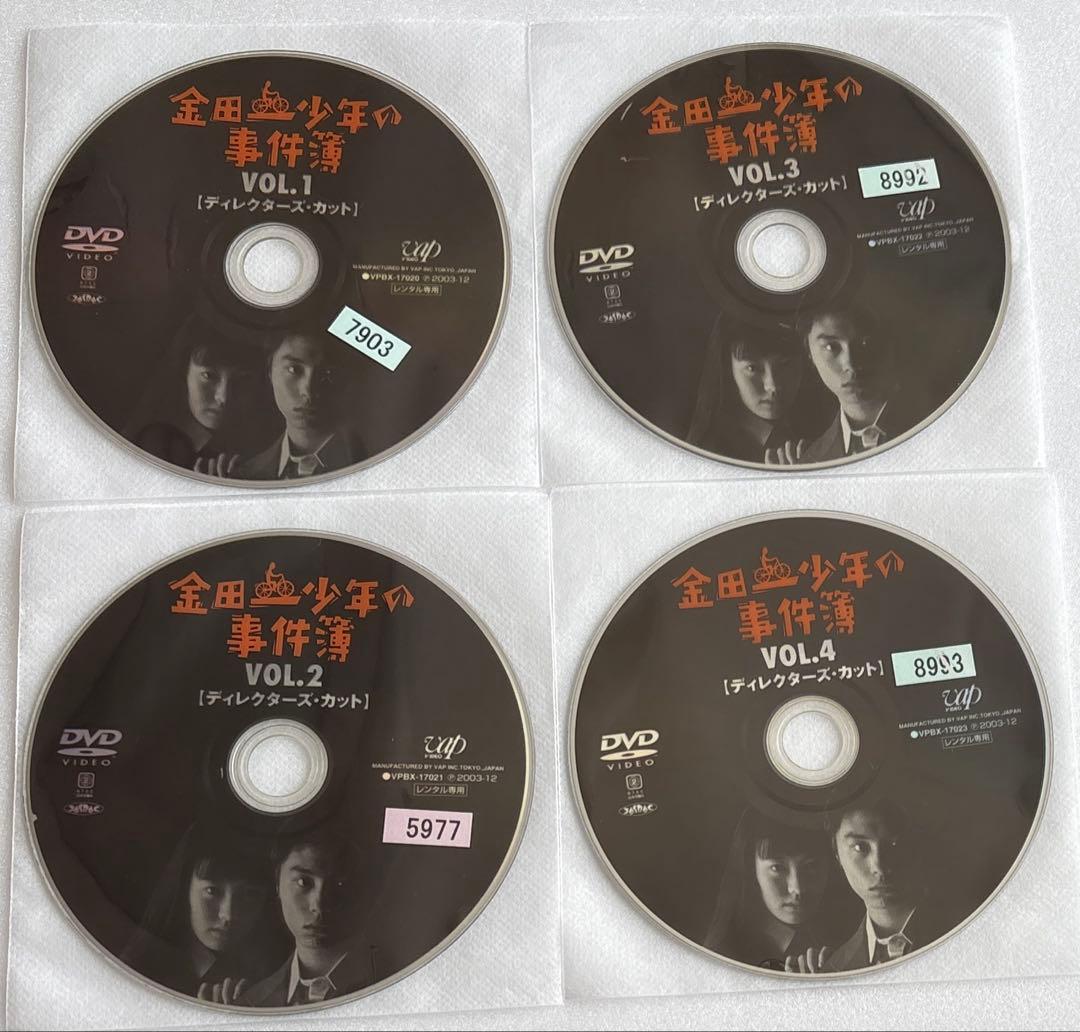 金田一少年の
事件簿
VOL.1
【ディレクターズ・カット】
DVD
VIDEO
vap
VIDEO
MANUFACTURED BY VAP INC.TOKYO.,JAPAN
●VPBX-17020 ℗2003-12
レンタル専用
7903
金田一少年の
事件簿
VOL.3
【ディレクターズ・カット】
8992
DVD
VIDEO
vap
VIDEO
MANUFACTURED BY VAP INC.TOKYO.,JAPAN
●VPBX-17022 ℗2003-12
レンタル専用
金田一少年の
事件簿
VOL.2
【ディレクターズ・カット】
DVD
VIDEO
vap
VIDEO
MANUFACTURED BY VAP INC.TOKYO.,JAPAN
●VPBX-17021 ℗2003-12
レンタル専用
5977
金田一少年の
事件簿
VOL.4
【ディレクターズ・カット】
8993
DVD
VIDEO
vap
VIDEO
MANUFACTURED BY VAP INC.TOKYO.,JAPAN
●VPBX-17023 ℗2003-12
レンタル専用